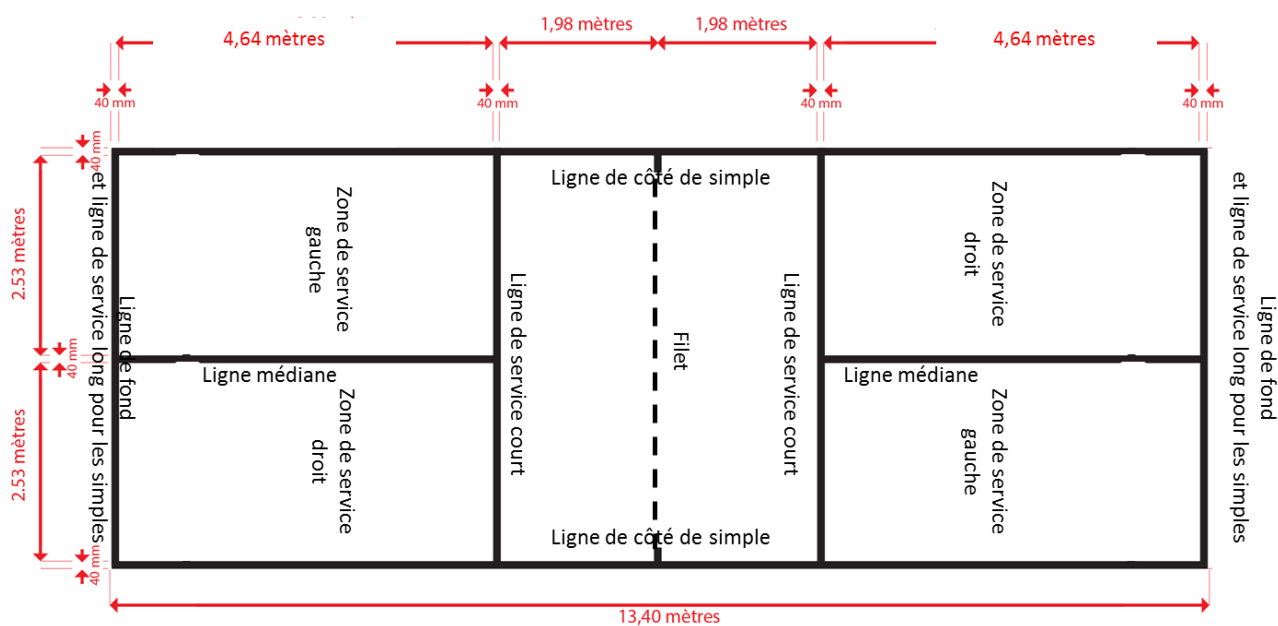 1,98 mètres
1,98 mètres
4,64 mètres
4,64 mètres
40 mm
40 mm
40 mm
40 mm
40 mm
Ligne de côté de simple
et ligne de service long pour les simples
Ligne de fond
2.53 mètres
Zone de service
gauche
Ligne de service court
Filet
Ligne de service court
Zone de service
droit
Ligne de fond
et ligne de service long pour les simples
40 mm
Ligne médiane
Ligne médiane
2.53 mètres
Zone de service
droit
Zone de service
gauche
Ligne de côté de simple
40 mm
13,40 mètres